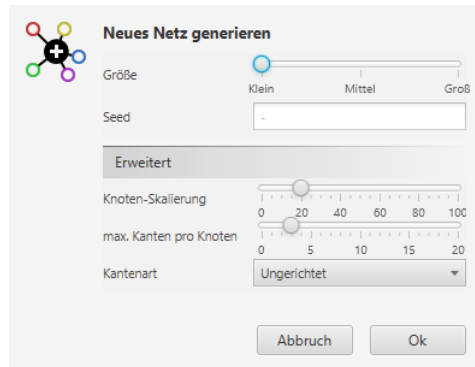 Neues Netz generieren
Größe
Klein Mittel Groß
Seed -
Erweitert
Knoten-Skalierung
0 20 40 60 80 100
max. Kanten pro Knoten
0 5 10 15 20
Kantenart Ungerichtet
Abbruch Ok